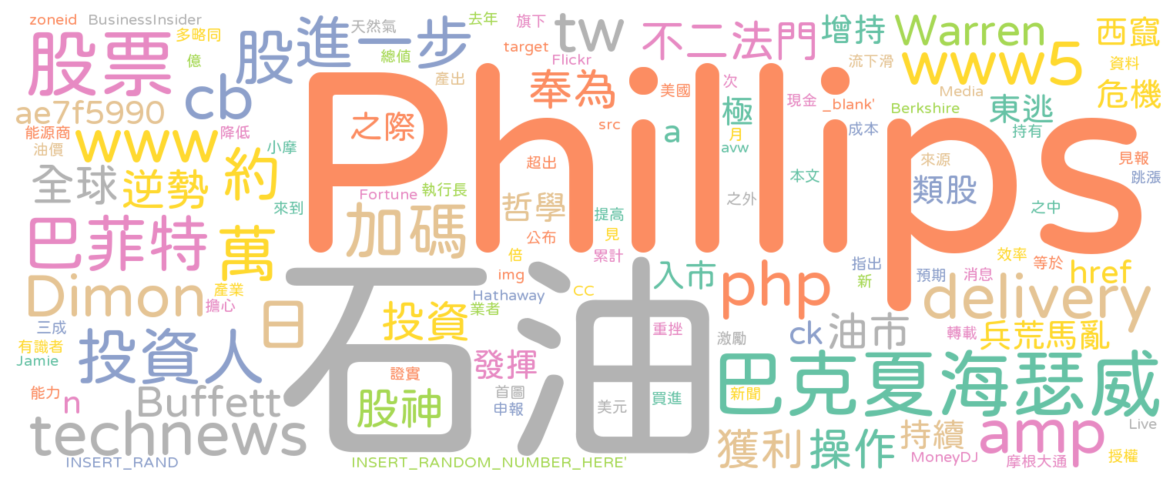 zoneid BusinessInsider 去年 旗下
多略同 天然氣
股票 股 進一步 tw 不二法門 增持 Warren 西竄
億 總值 target Flickr 流下滑 www5 資料
ae7f5990 cb 產出 奉為 美國 次 現金 _blank' Media 危機
能源商 降低 之際 src 極 Berkshire 東逃
油價 www 小摩 a 月 成本 持有
全球 逆勢 約 超出 avw 來源 見報
Fortune 執行長 本文 類股 跳漲
來到 哲學 提高 之外 之中
巴菲特 萬 加碼 公布 見 Phillips
倍 累計 效率 等於
Dimon 產業 img 入市 php 指出 預期 消息 href
擔心 日 Hathaway CC 新 delivery
三成 投資 業者 石油 重挫 ck 油市 轉載 兵荒馬亂
有識者 投資人 激勵
Jamie 發揮
證實 巴克夏海瑟威
能力 n Buffett 股神 首圖 美元 買進 新聞
technews 申報 Live
獲利 操作 持續 amp
INSERT_RAND INSERT_RANDOM_NUMBER_HERE' MoneyDJ 摩根大通 授權